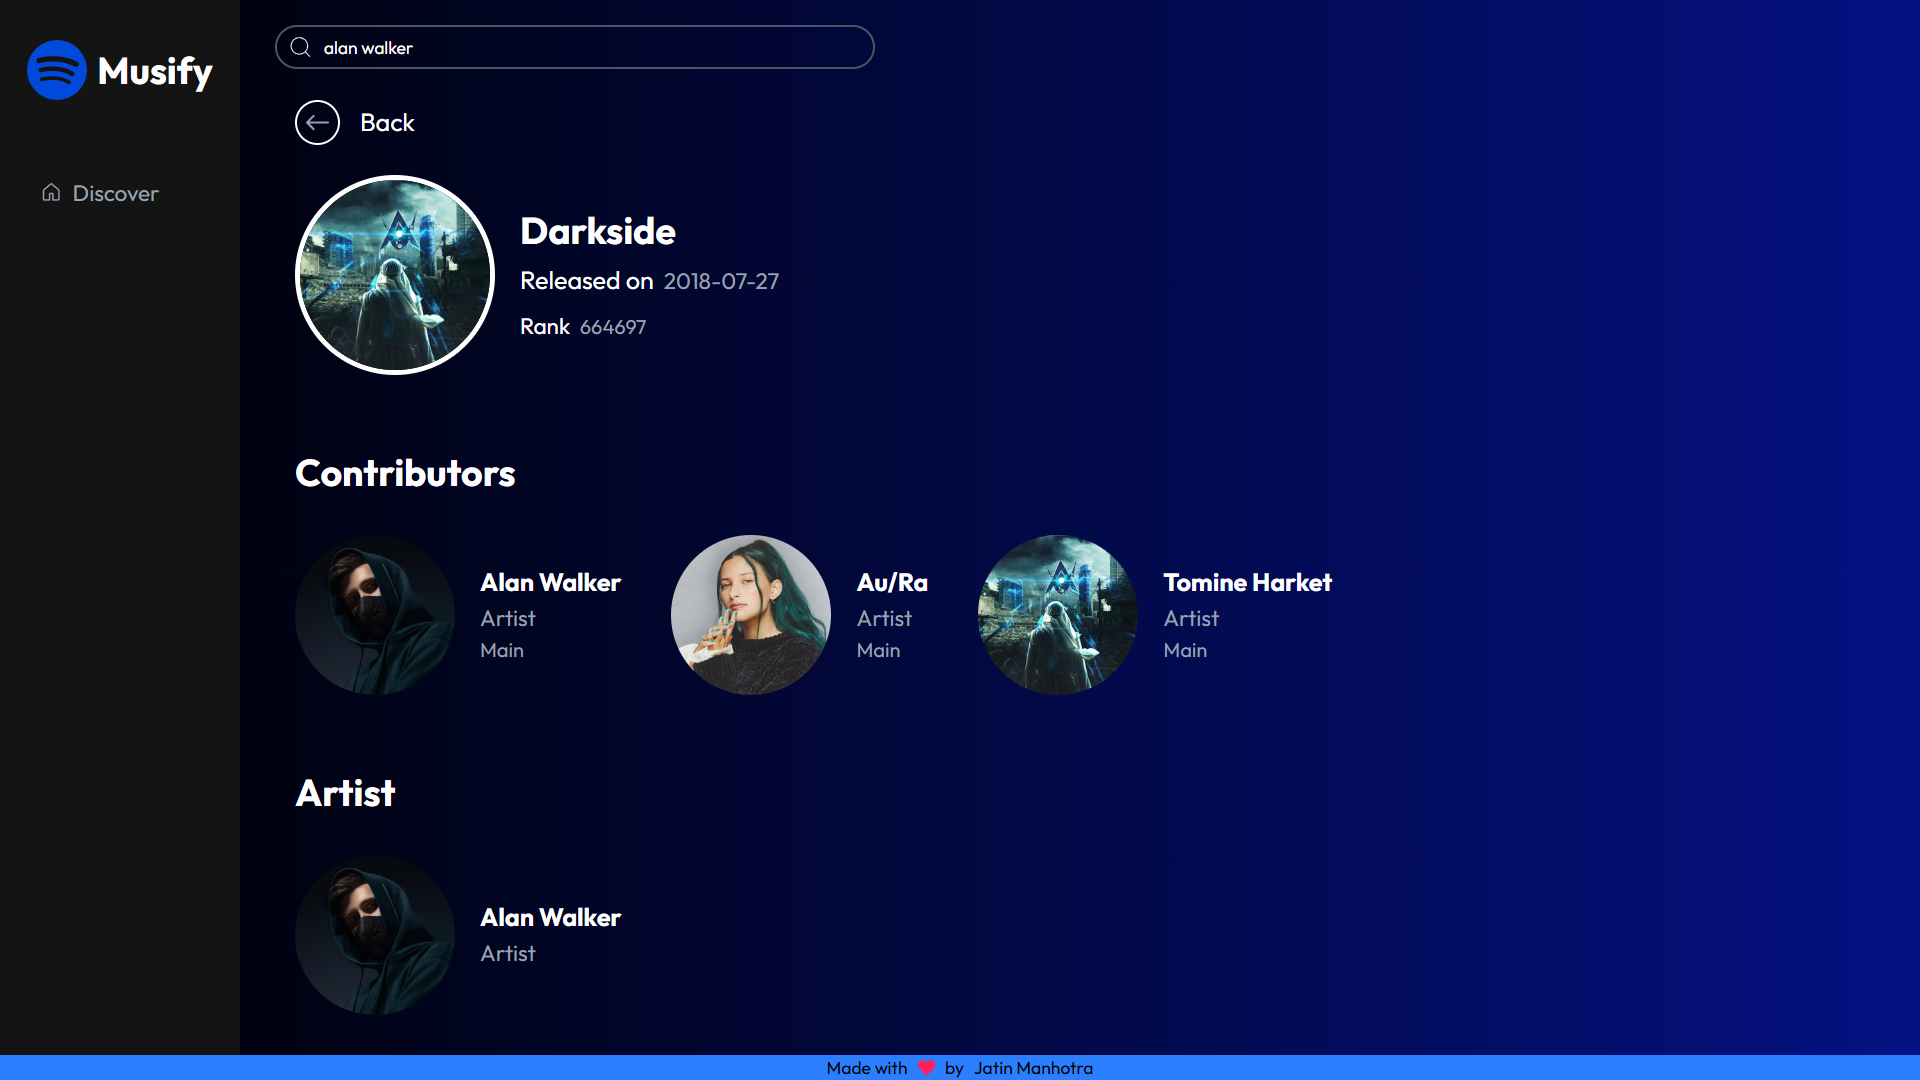 Musify
Discover
alan walker
Back
Darkside
Released on 2018-07-27
Rank 664697
Contributors
Alan Walker
Artist
Main
Au/Ra
Artist
Main
Tomine Harket
Artist
Main
Artist
Alan Walker
Artist
Made with ❤ by Jatin Manhotra